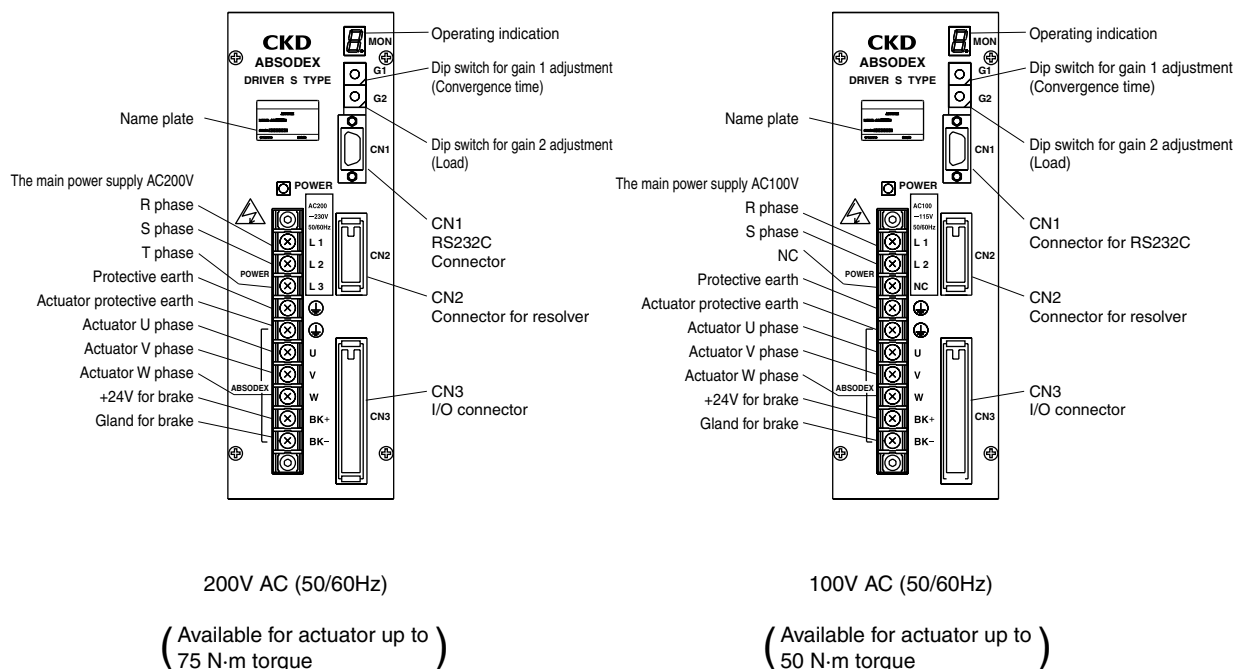 CKD
ABSODEX
DRIVER S TYPE
MON
G1
G2
CN1
POWER
AC200
−230V
50/60Hz
L 1
L 2
L 3
POWER
CN2
U
V
W
ABSODEX
BK+
BK−
CN3
Name plate
The main power supply AC200V
R phase
S phase
T phase
Protective earth
Actuator protective earth
Actuator U phase
Actuator V phase
Actuator W phase
+24V for brake
Gland for brake
Operating indication
Dip switch for gain 1 adjustment
(Convergence time)
Dip switch for gain 2 adjustment
(Load)
CN1
RS232C
Connector
CN2
Connector for resolver
CN3
I/O connector
200V AC (50/60Hz)
(Available for actuator up to
75 N·m torque)
CKD
ABSODEX
DRIVER S TYPE
MON
G1
G2
CN1
POWER
AC100
−115V
50/60Hz
L 1
L 2
NC
POWER
CN2
U
V
W
ABSODEX
BK+
BK−
CN3
Name plate
The main power supply AC100V
R phase
S phase
NC
Protective earth
Actuator protective earth
Actuator U phase
Actuator V phase
Actuator W phase
+24V for brake
Gland for brake
Operating indication
Dip switch for gain 1 adjustment
(Convergence time)
Dip switch for gain 2 adjustment
(Load)
CN1
Connector for RS232C
CN2
Connector for resolver
CN3
I/O connector
100V AC (50/60Hz)
(Available for actuator up to
50 N·m torque)